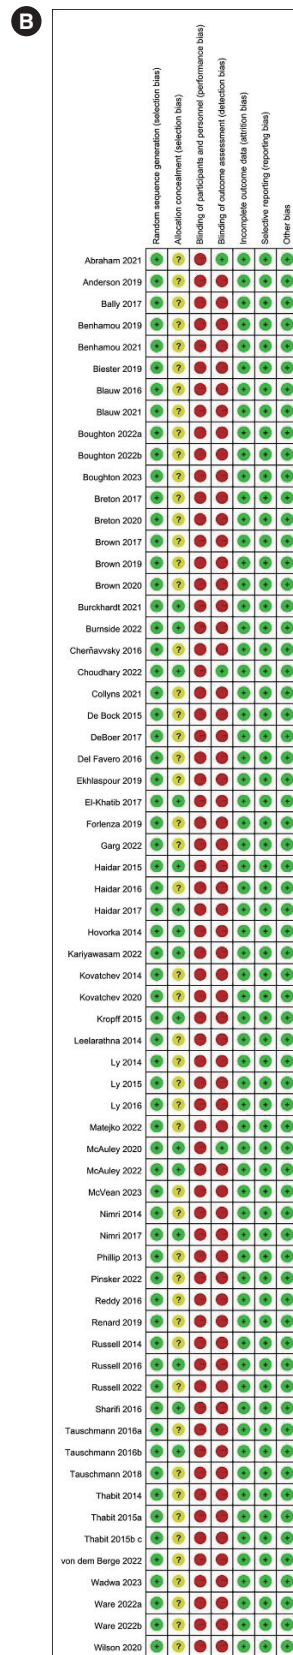 B
Random sequence generation (selection bias)
Allocation concealment (selection bias)
Blinding of participants and personnel (performance bias)
Blinding of outcome assessment (detection bias)
Incomplete outcome data (attrition bias)
Selective reporting (reporting bias)
Other bias
Abraham 2021 + ? - + + + +
Anderson 2019 + ? - - + + +
Bally 2017 + ? - - + + +
Benhamou 2019 + ? - - + + +
Benhamou 2021 + ? - - + + +
Biester 2019 + ? - - + + +
Blauw 2016 + ? - - + + +
Blauw 2021 + ? - - + + +
Boughton 2022a + ? - - + + +
Boughton 2022b + ? - - + + +
Boughton 2023 + ? - - + + +
Breton 2017 + ? - - + + +
Breton 2020 + ? - - + + +
Brown 2017 + ? - - + + +
Brown 2019 + ? - - + + +
Brown 2020 + ? - - + + +
Burckhardt 2021 + + - - + + +
Burnside 2022 + + - - + + +
Cherñavvsky 2016 + ? - - + + +
Choudhary 2022 + + - + + + +
Collyns 2021 + ? - - + + +
De Bock 2015 + ? - - + + +
DeBoer 2017 + ? - - + + +
Del Favero 2016 + ? - - + + +
Ekhlaspour 2019 + ? - - + + +
El-Khatib 2017 + + - - + + +
Forlenza 2019 + ? - - + + +
Garg 2022 + ? - - + + +
Haidar 2015 + + - - + + +
Haidar 2016 + ? - - + + +
Haidar 2017 + + - - + + +
Hovorka 2014 + + - - + + +
Kariyawasam 2022 + + - - + + +
Kovatchev 2014 + ? - - + + +
Kovatchev 2020 + ? - - + + +
Kropff 2015 + + - - + + +
Leelarathna 2014 + ? - - + + +
Ly 2014 + ? - - + + +
Ly 2015 + ? - - + + +
Ly 2016 + ? - - + + +
Matejko 2022 + ? - - + + +
McAuley 2020 + + - + + + +
McAuley 2022 + + - - + + +
McVean 2023 + ? - - + + +
Nimri 2014 + ? - - + + +
Nimri 2017 + + - - + + +
Phillip 2013 + ? - - + + +
Pinsker 2022 + ? - - + + +
Reddy 2016 + ? - - + + +
Renard 2019 + ? - - + + +
Russell 2014 + ? - - + + +
Russell 2016 + + - - + + +
Russell 2022 + ? - - + + +
Sharifi 2016 + + - - + + +
Tauschmann 2016a + ? - - + + +
Tauschmann 2016b + + - - + + +
Tauschmann 2018 + ? - - + + +
Thabit 2014 + ? - - + + +
Thabit 2015a + ? - - + + +
Thabit 2015b c + ? - - + + +
von dem Berge 2022 + ? - - + + +
Wadwa 2023 + ? - - + + +
Ware 2022a + ? - - + + +
Ware 2022b + ? - - + + +
Wilson 2020 + ? - - + + +